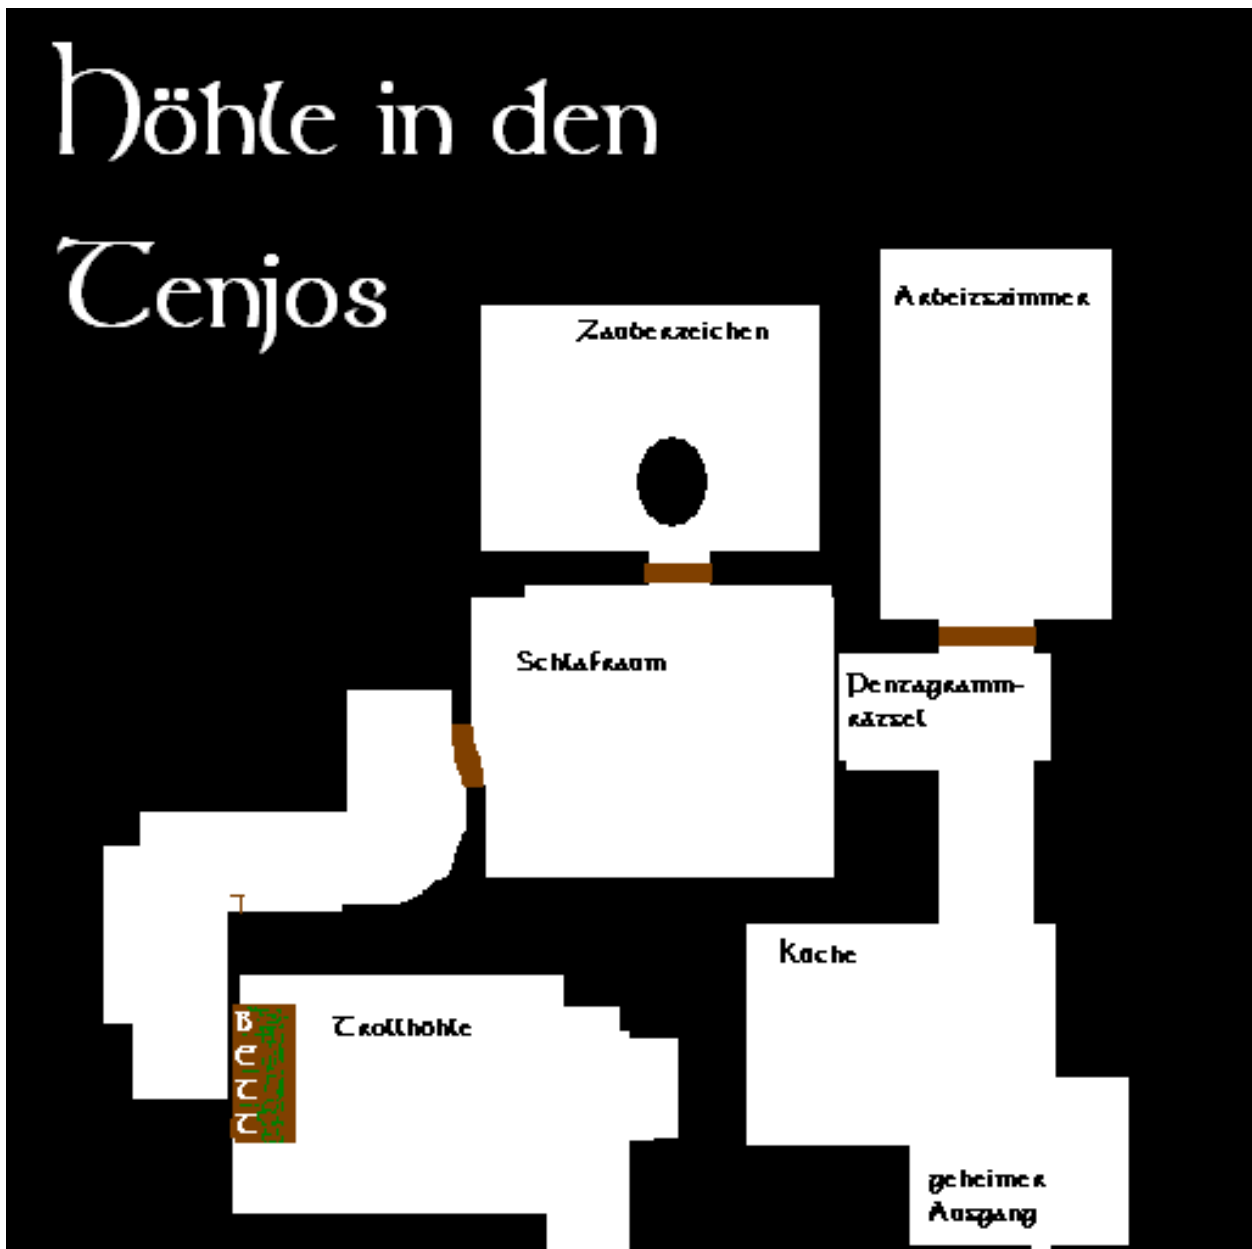 Höhle in den
Tenjos
Arbeitszimmer
Zauberzeichen
Schlafraum
Pentagramm-
rätsel
Küche
Trollhöhle
B
E
T
T
geheimer
Ausgang